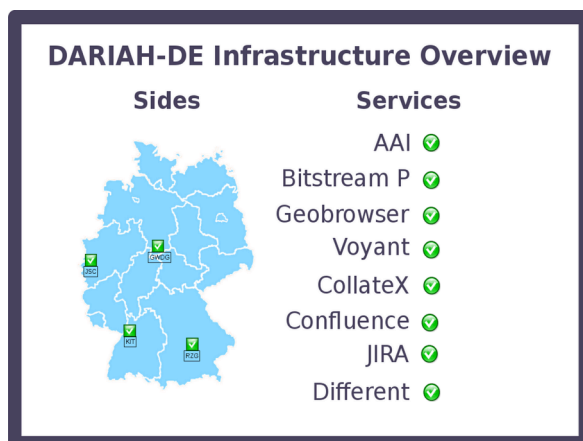 DARIAH-DE Infrastructure Overview
Sides
Services
GWDG
JSC
KIT
RZG
AAI
Bitstream P
Geobrowser
Voyant
CollateX
Confluence
JIRA
Different